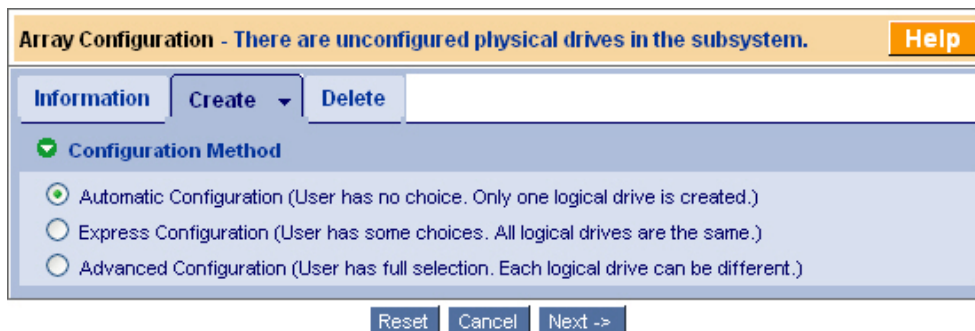 Array Configuration - There are unconfigured physical drives in the subsystem. Help
Information Create Delete
Configuration Method
Automatic Configuration (User has no choice. Only one logical drive is created.)
Express Configuration (User has some choices. All logical drives are the same.)
Advanced Configuration (User has full selection. Each logical drive can be different.)
Reset Cancel Next ->